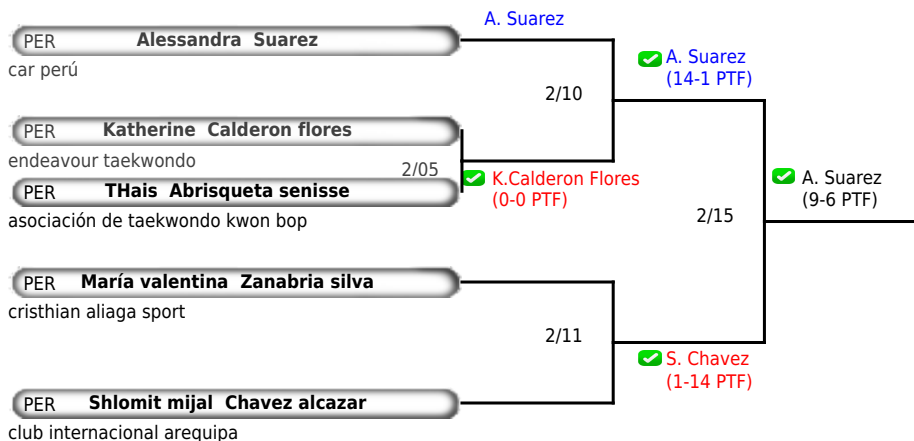 A. Suarez
PER Alessandra Suarez
car perú
A. Suarez
(14-1 PTF)
2/10
PER Katherine Calderon flores
endeavour taekwondo
2/05
K.Calderon Flores
(0-0 PTF)
PER THais Abrisqueta senisse
asociación de taekwondo kwon bop
A. Suarez
(9-6 PTF)
2/15
PER María valentina Zanabria silva
cristhian aliaga sport
2/11
S. Chavez
(1-14 PTF)
PER Shlomit mijal Chavez alcazar
club internacional arequipa